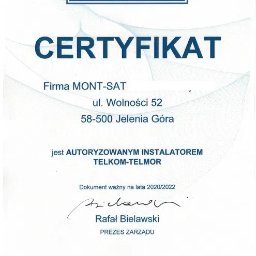 CERTYFIKAT
Firma MONT-SAT
ul. Wolności 52
58-500 Jelenia Góra
jest AUTORYZOWANYM INSTALATOREM
TELKOM-TELMOR
Dokument ważny na lata 2020/2022
Rafał Bielawski
PREZES ZARZĄDU